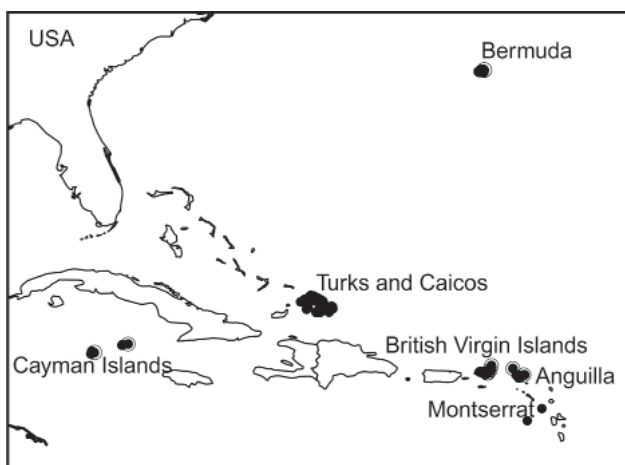 USA
Bermuda
Turks and Caicos
British Virgin Islands
Cayman Islands
Anguilla
Montserrat